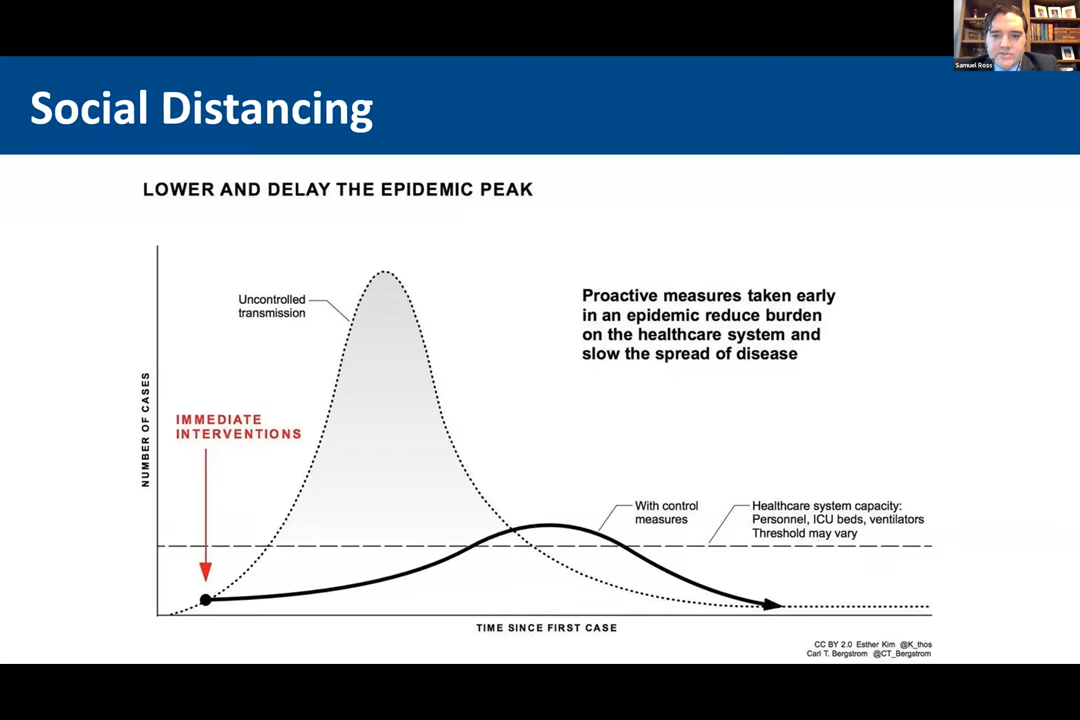 Samuel Ross
Social Distancing
LOWER AND DELAY THE EPIDEMIC PEAK
Uncontrolled
transmission
Proactive measures taken early
in an epidemic reduce burden
on the healthcare system and
slow the spread of disease
NUMBER OF CASES
IMMEDIATE
INTERVENTIONS
With control
measures
Healthcare system capacity:
Personnel, ICU beds, ventilators
Threshold may vary
TIME SINCE FIRST CASE
CC BY 2.0 Esther Kim @K_thos
Carl T. Bergstrom @CT_Bergstrom